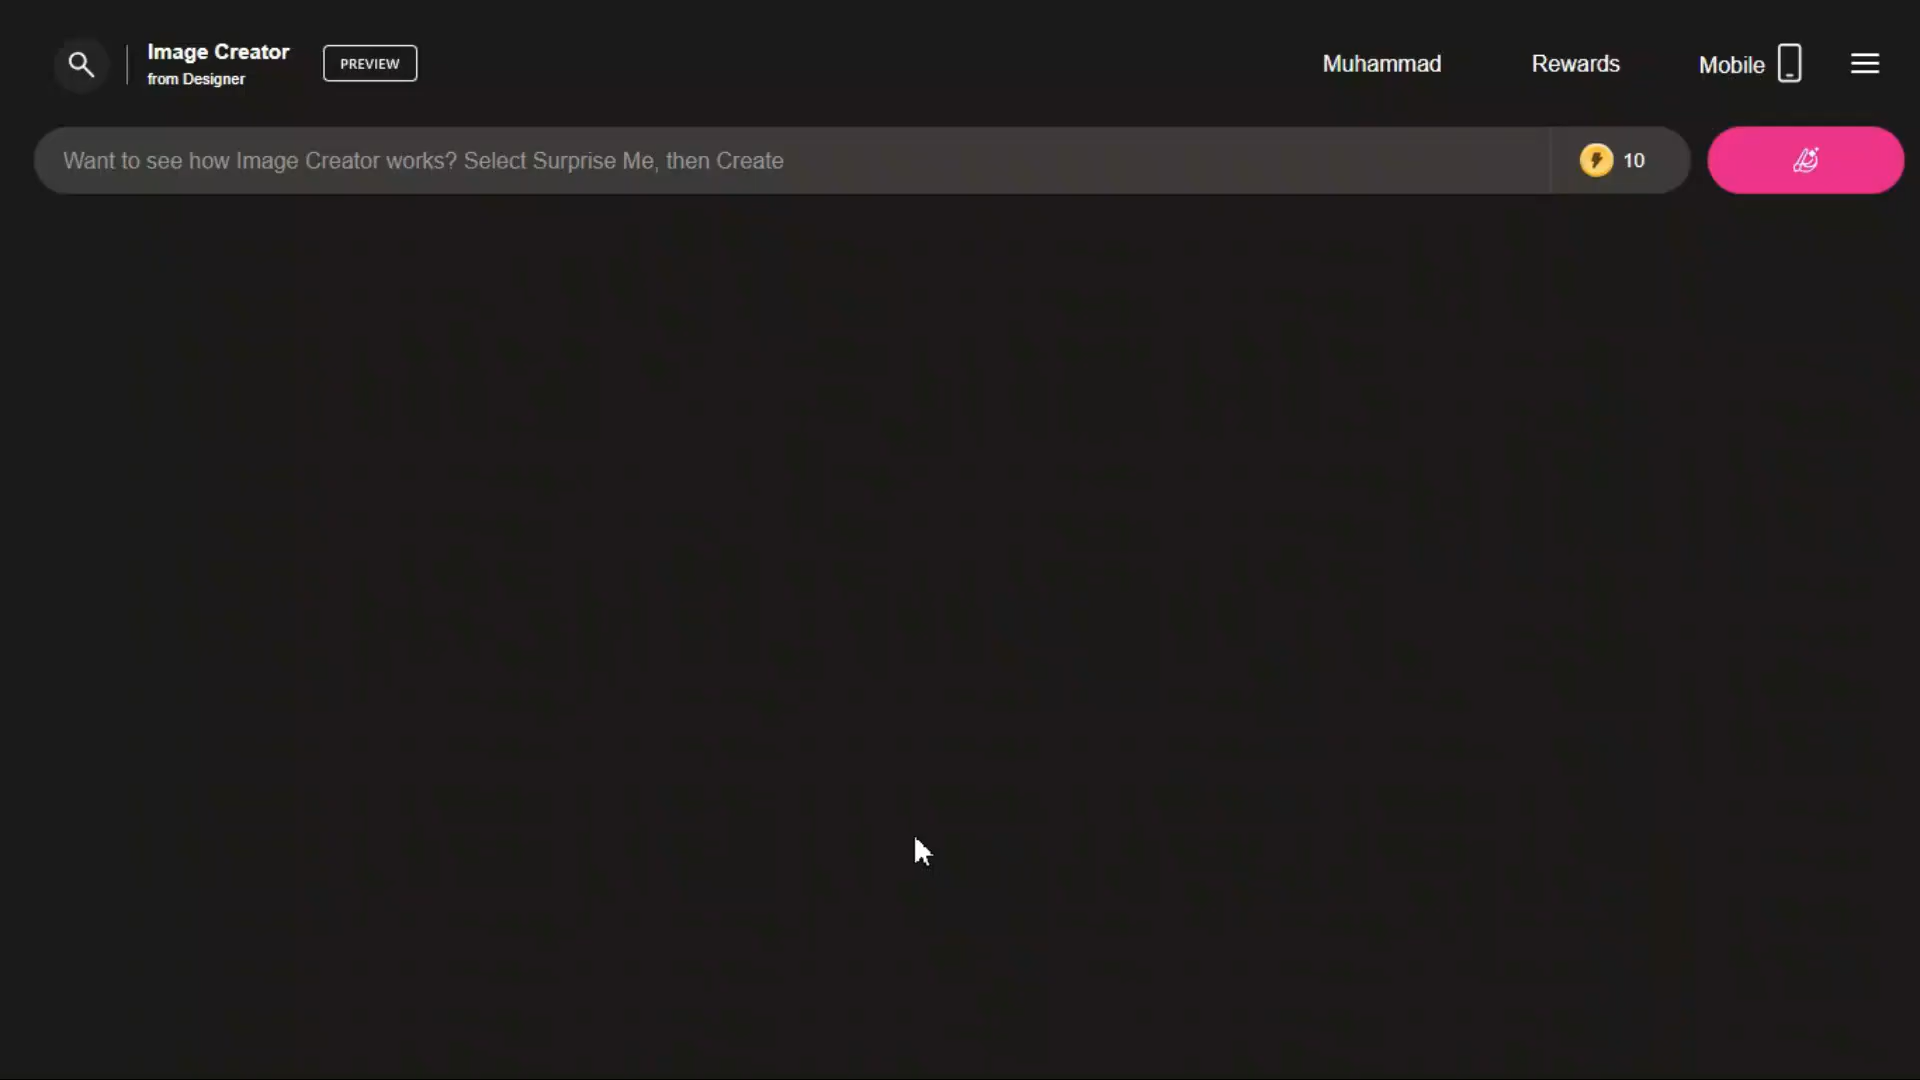 Image Creator
from Designer
PREVIEW
Muhammad
Rewards
Mobile
Want to see how Image Creator works? Select Surprise Me, then Create
10